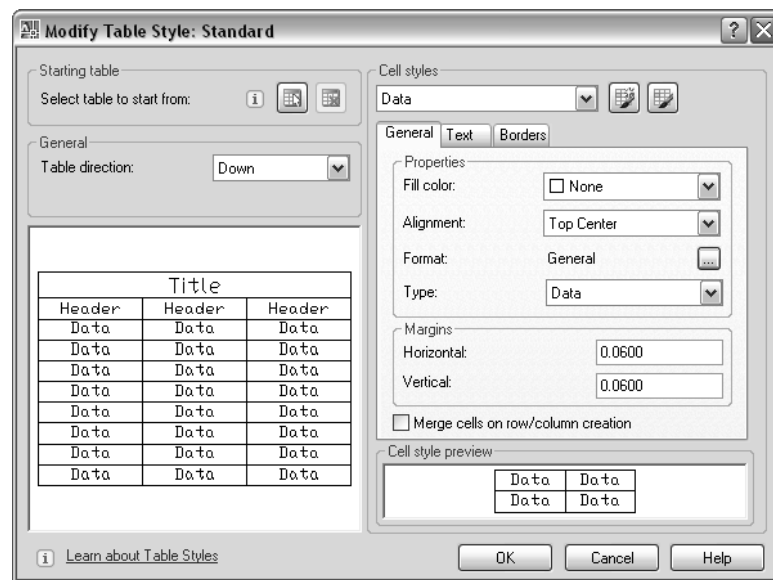 Modify Table Style: Standard
Starting table
Select table to start from:
General
Table direction:
Down
Title
Header Header Header
Data Data Data
Data Data Data
Data Data Data
Data Data Data
Data Data Data
Data Data Data
Data Data Data
Data Data Data
Learn about Table Styles
Cell styles
Data
General Text Borders
Properties
Fill color:
None
Alignment:
Top Center
Format:
General
...
Type:
Data
Margins
Horizontal:
0.0600
Vertical:
0.0600
Merge cells on row/column creation
Cell style preview
Data Data
Data Data
OK Cancel Help